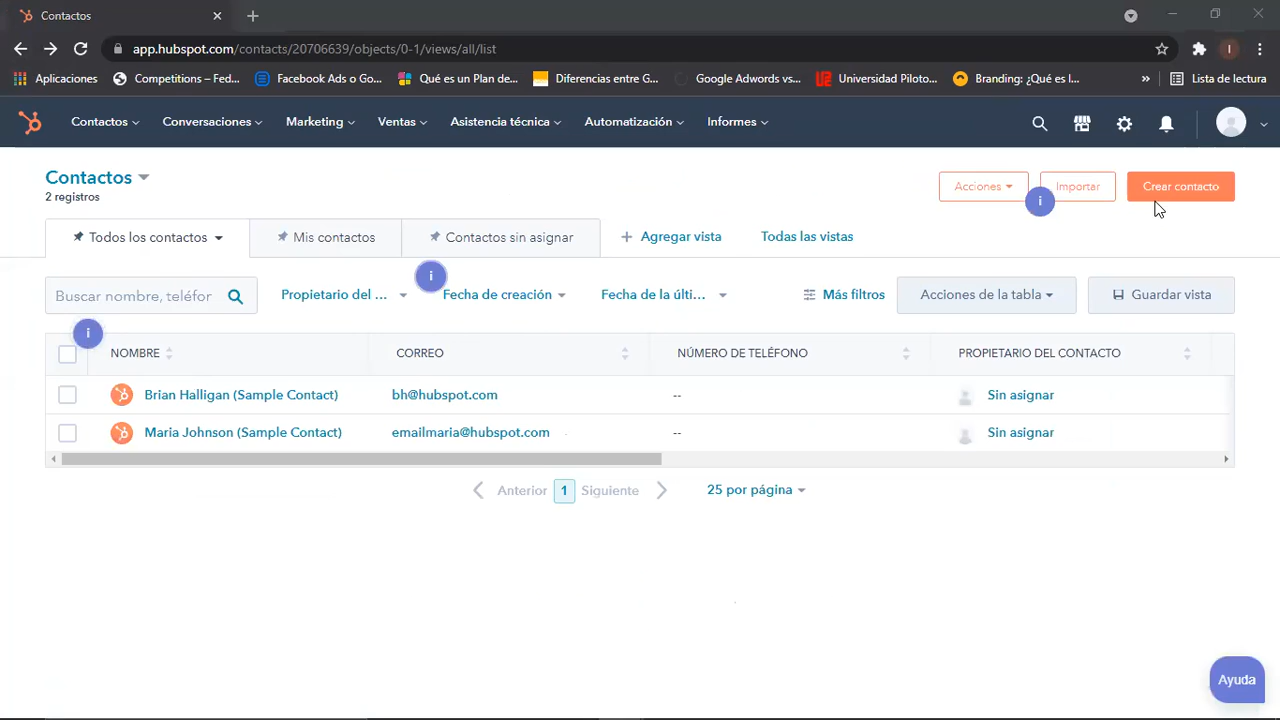 Contactos
app.hubspot.com/contacts/20706639/objects/0-1/views/all/list
I
Aplicaciones
Competitions – Fed...
Facebook Ads o Go...
Qué es un Plan de...
Diferencias entre G...
Google Adwords vs...
Universidad Piloto...
Branding: ¿Qué es l...
»
Lista de lectura
Contactos
Conversaciones
Marketing
Ventas
Asistencia técnica
Automatización
Informes
Contactos
2 registros
Acciones
Importar
Crear contacto
i
Todos los contactos
Mis contactos
Contactos sin asignar
+ Agregar vista
Todas las vistas
i
Buscar nombre, teléfor
Propietario del ...
Fecha de creación
Fecha de la últi...
Más filtros
Acciones de la tabla
Guardar vista
i
NOMBRE
CORREO
NÚMERO DE TELÉFONO
PROPIETARIO DEL CONTACTO
Brian Halligan (Sample Contact)
bh@hubspot.com
--
Sin asignar
Maria Johnson (Sample Contact)
emailmaria@hubspot.com
--
Sin asignar
Anterior
1
Siguiente
25 por página
Ayuda